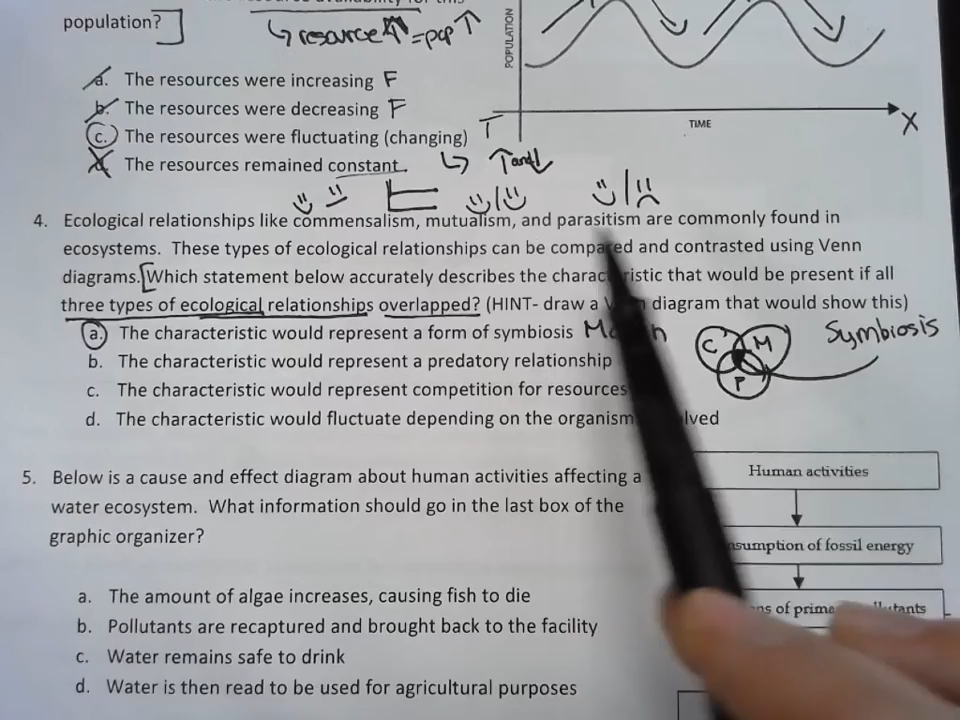 population?
↳ resource ↑ = pop ↑
POPULATION
TIME
X
a. The resources were increasing F
b. The resources were decreasing F
c. The resources were fluctuating (changing) T
↳ ↑ and ↓
d. The resources remained constant.
4. Ecological relationships like commensalism, mutualism, and parasitism are commonly found in
ecosystems. These types of ecological relationships can be compared and contrasted using Venn
diagrams. Which statement below accurately describes the characteristic that would be present if all
three types of ecological relationships overlapped? (HINT- draw a diagram that would show this)
a. The characteristic would represent a form of symbiosis
C M P
Symbiosis
b. The characteristic would represent a predatory relationship
c. The characteristic would represent competition for resources
d. The characteristic would fluctuate depending on the organism
5. Below is a cause and effect diagram about human activities affecting a
water ecosystem. What information should go in the last box of the
graphic organizer?
Human activities
of fossil energy
of
a. The amount of algae increases, causing fish to die
b. Pollutants are recaptured and brought back to the facility
c. Water remains safe to drink
d. Water is then read to be used for agricultural purposes